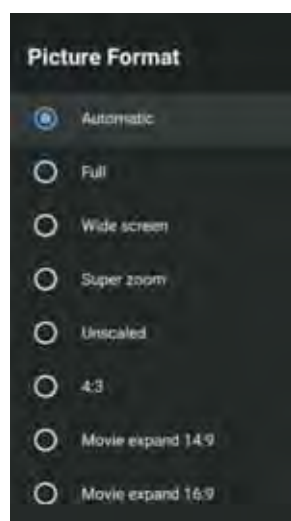 Picture Format
Automatic
Full
Wide screen
Super zoom
Unscaled
4:3
Movie expand 14:9
Movie expand 16:9